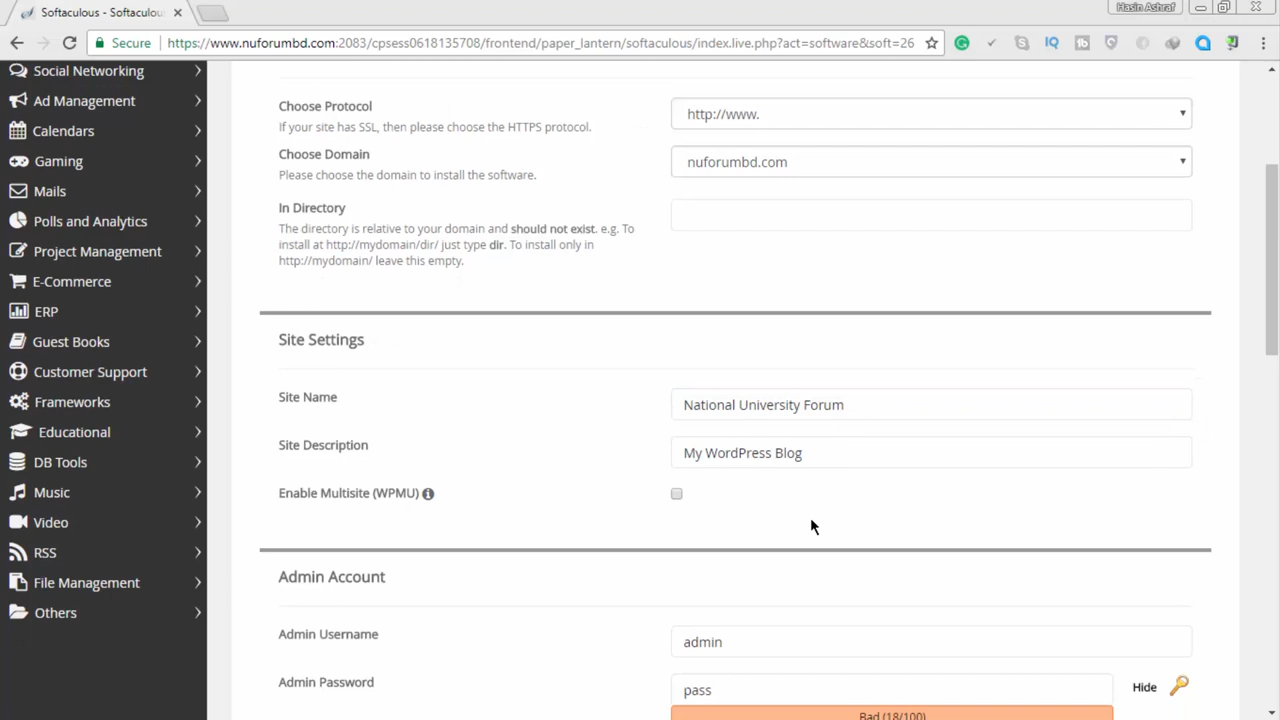 Softaculous - Softaculou
Hasin Ashraf
Secure
https://www.nuforumbd.com:2083/cpsess0618135708/frontend/paper_lantern/softaculous/index.live.php?act=software&soft=26
Social Networking
Ad Management
Calendars
Gaming
Mails
Polls and Analytics
Project Management
E-Commerce
ERP
Guest Books
Customer Support
Frameworks
Educational
DB Tools
Music
Video
RSS
File Management
Others
Choose Protocol
If your site has SSL, then please choose the HTTPS protocol.
http://www.
Choose Domain
Please choose the domain to install the software.
nuforumbd.com
In Directory
The directory is relative to your domain and should not exist. e.g. To
install at http://mydomain/dir/ just type dir. To install only in
http://mydomain/ leave this empty.
Site Settings
Site Name
National University Forum
Site Description
My WordPress Blog
Enable Multisite (WPMU)
Admin Account
Admin Username
admin
Admin Password
pass
Hide
Bad (18/100)